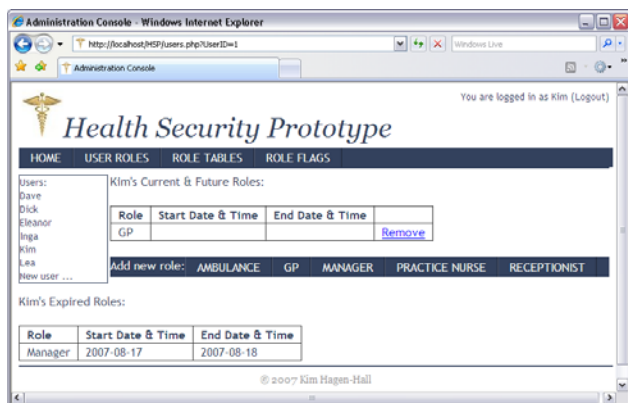 Administration Console - Windows Internet Explorer
http://localhost/HSP/users.php?UserID=1
Windows Live
Administration Console
You are logged in as Kim (Logout)
Health Security Prototype
HOME USER ROLES ROLE TABLES ROLE FLAGS
Users:
Dave
Dick
Eleanor
Inga
Kim
Lea
New user ...
Kim's Current & Future Roles:
Role Start Date & Time End Date & Time
GP Remove
Add new role: AMBULANCE GP MANAGER PRACTICE NURSE RECEPTIONIST
Kim's Expired Roles:
Role Start Date & Time End Date & Time
Manager 2007-08-17 2007-08-18
© 2007 Kim Hagen-Hall